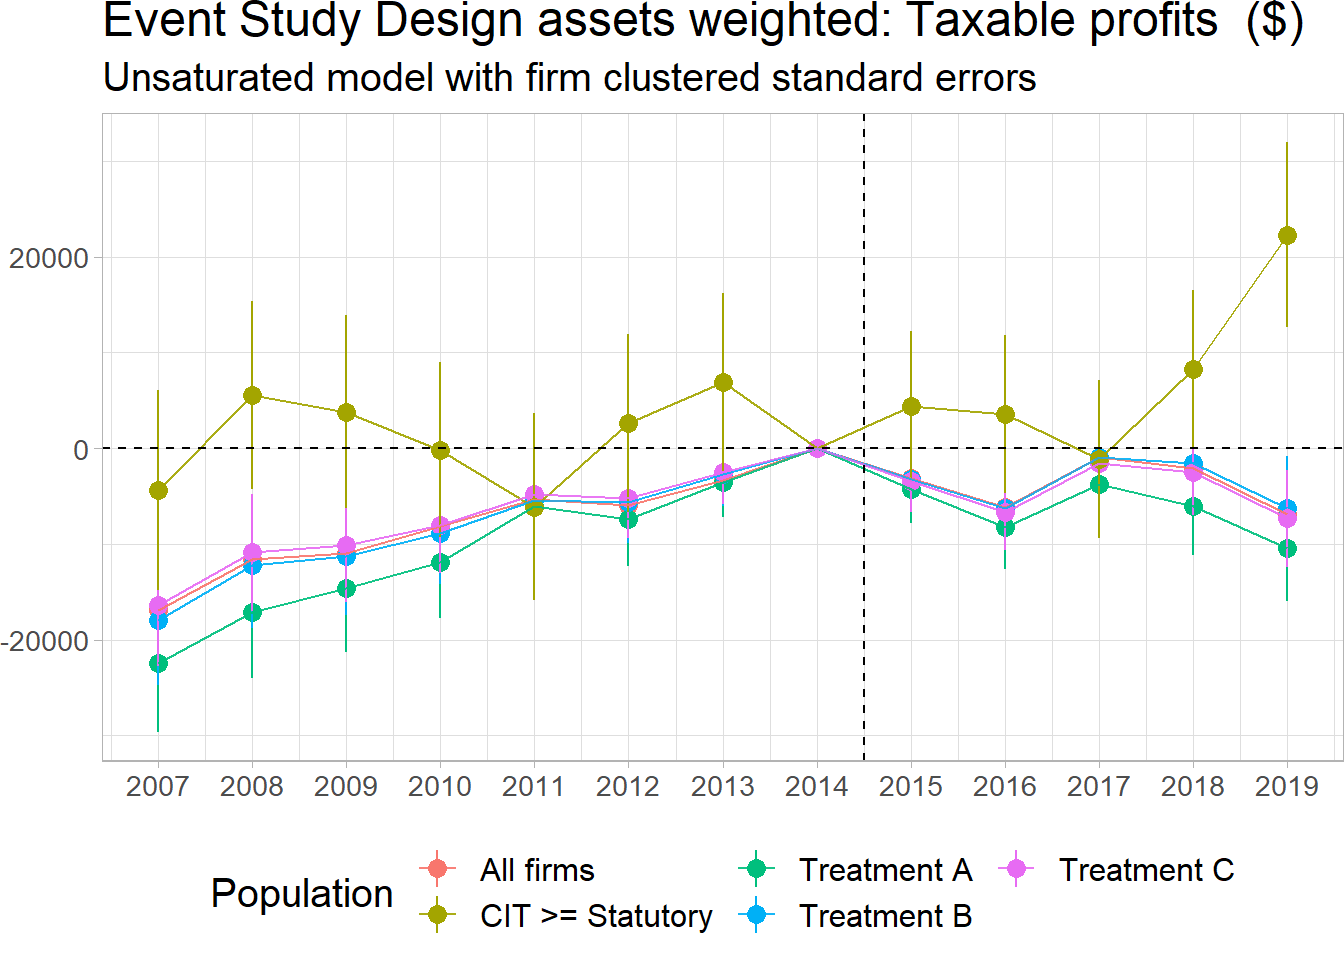 Event Study Design assets weighted: Taxable profits ($)
Unsaturated model with firm clustered standard errors
20000
0
-20000
2007 2008 2009 2010 2011 2012 2013 2014 2015 2016 2017 2018 2019
Population
All firms Treatment A Treatment C
CIT >= Statutory Treatment B